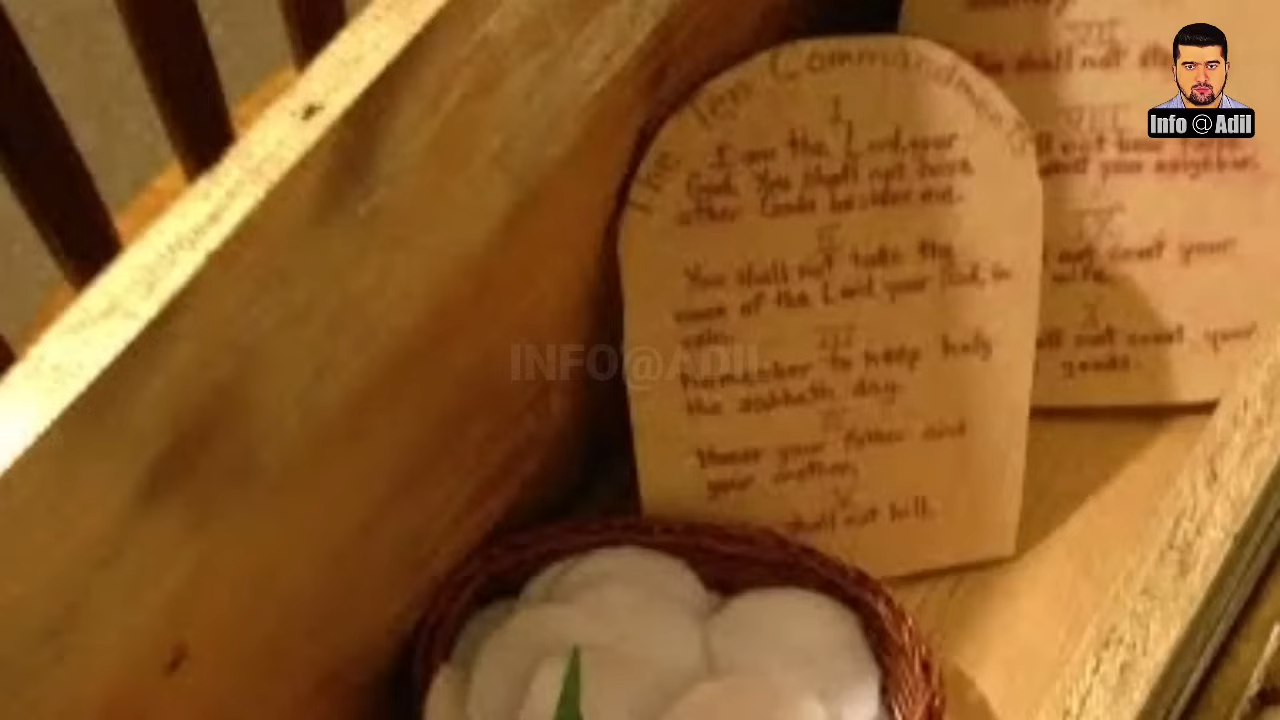 The Ten Commandments
I
I am the Lord, your
God. You shall not have
other Gods besides me.
II
You shall not take the
name of the Lord, your God, in
vain.
III
Remember to keep holy
the sabbath day.
IV
Honor your father and
your mother.
V
shall not kill.
VII
shall not
VIII
not bear
your neighbor.
IX
not covet your
wife.
X
not covet your
goods.
Info @ Adil
INFO@ADIL